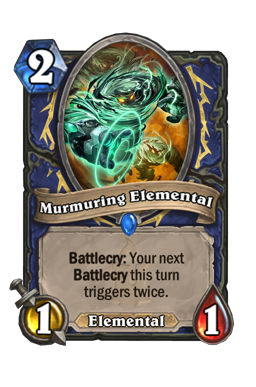 2
Murmuring Elemental
Battlecry: Your next
Battlecry this turn
triggers twice.
1
Elemental
1